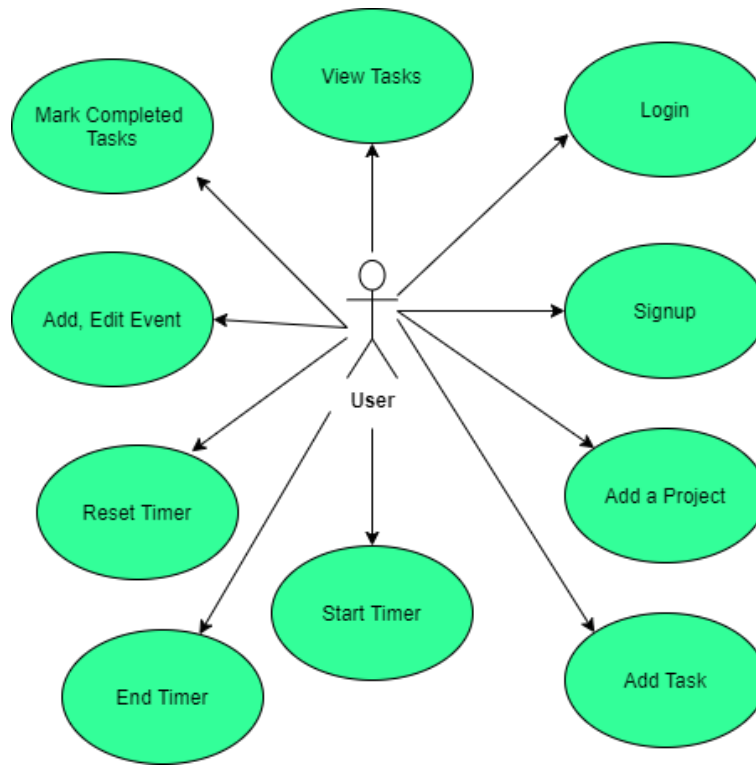 View Tasks
Login
Mark Completed
Tasks
Add, Edit Event
Signup
User
Reset Timer
Add a Project
Start Timer
End Timer
Add Task